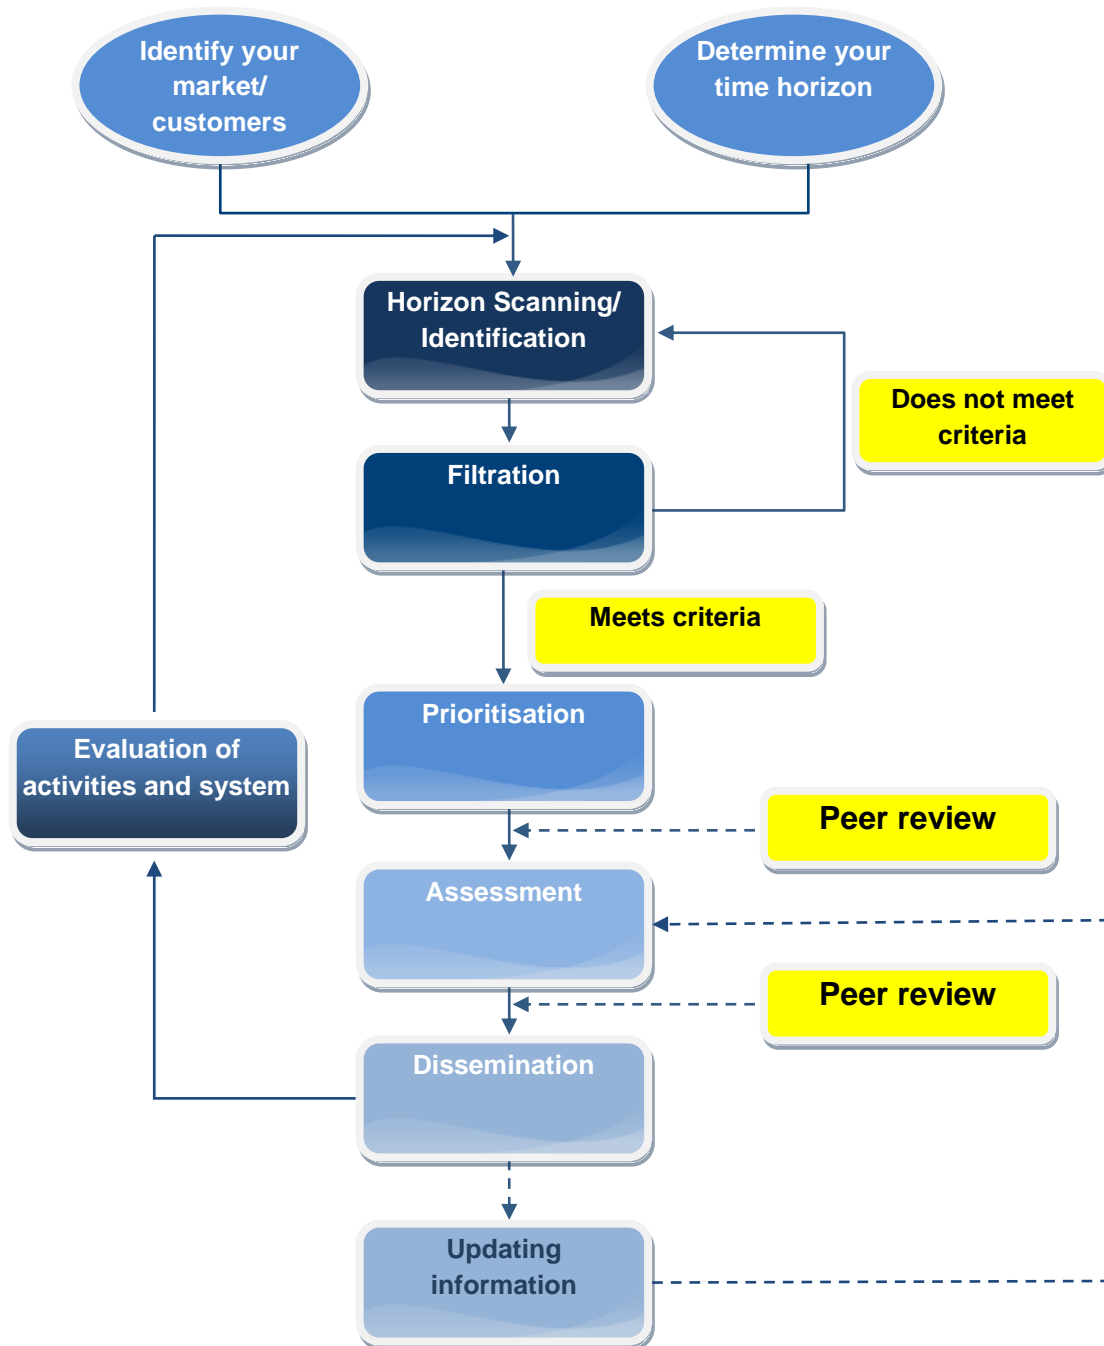 Identify your
market/
customers
Determine your
time horizon
Horizon Scanning/
Identification
Does not meet
criteria
Filtration
Meets criteria
Prioritisation
Evaluation of
activities and system
Peer review
Assessment
Peer review
Dissemination
Updating
information